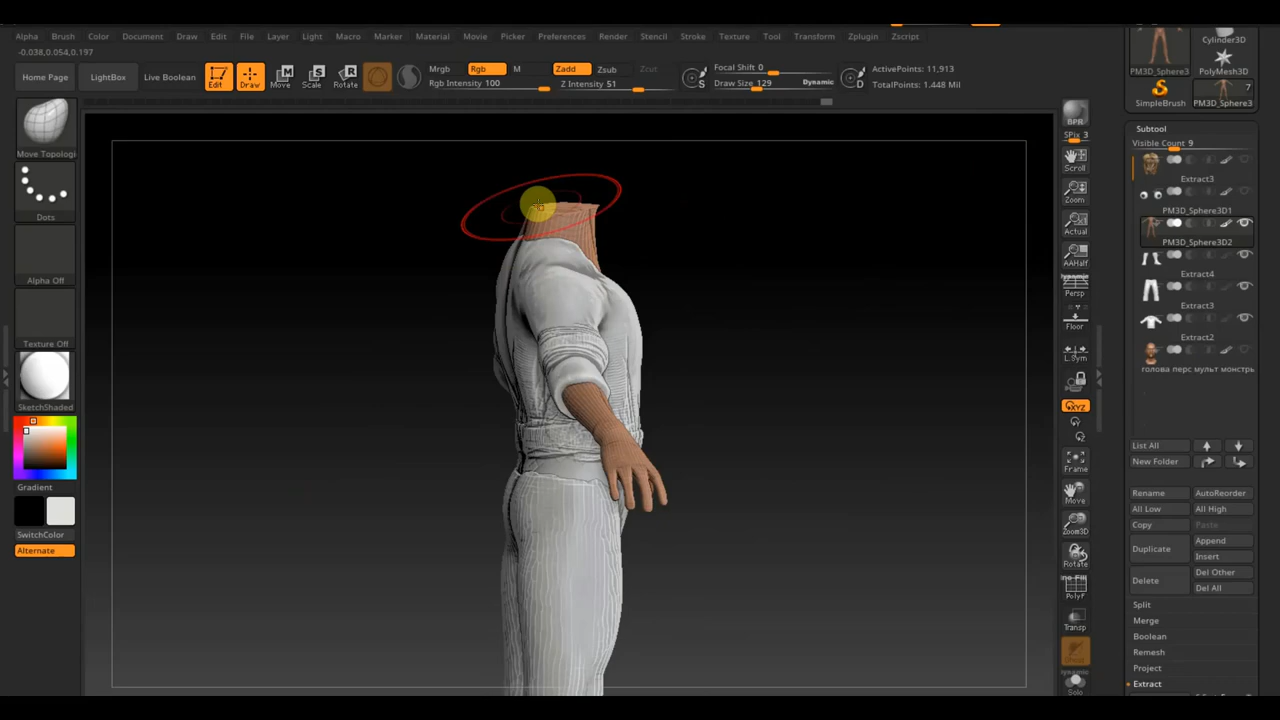 Alpha Brush Color Document Draw Edit File Layer Light Macro Marker Material Movie Picker Preferences Render Stencil Stroke Texture Tool Transform Zplugin Zscript
-0.038,0.054,0.197
Home Page LightBox Live Boolean Edit Draw Move Scale Rotate
Mrgb Rgb M Zadd Zsub Zcut
Rgb Intensity 100 Z Intensity 51
Focal Shift 0
Draw Size 129 Dynamic
S
D
ActivePoints: 11,913
TotalPoints: 1.448 Mil
Move Topologi
Dots
Alpha Off
Texture Off
SketchShaded
Gradient
SwitchColor
Alternate
BPR
SPix 3
Scroll
Zoom
Actual
AAHalf
Dynamic
Persp
Floor
L.Sym
XYZ
Frame
Move
Zoom3D
Rotate
PolyF
Transp
Dynamic
Solo
Cylinder3D
PM3D_Sphere3 PolyMesh3D
7
SimpleBrush PM3D_Sphere3
Subtool
Visible Count 9
Extract3
PM3D_Sphere3D1
PM3D_Sphere3D2
Extract4
Extract3
Extract2
голова перс мульт монстрь
List All
New Folder
Rename AutoReorder
All Low All High
Copy Paste
Duplicate Append
Insert
Delete Del Other
Del All
Split
Merge
Boolean
Remesh
Project
Extract